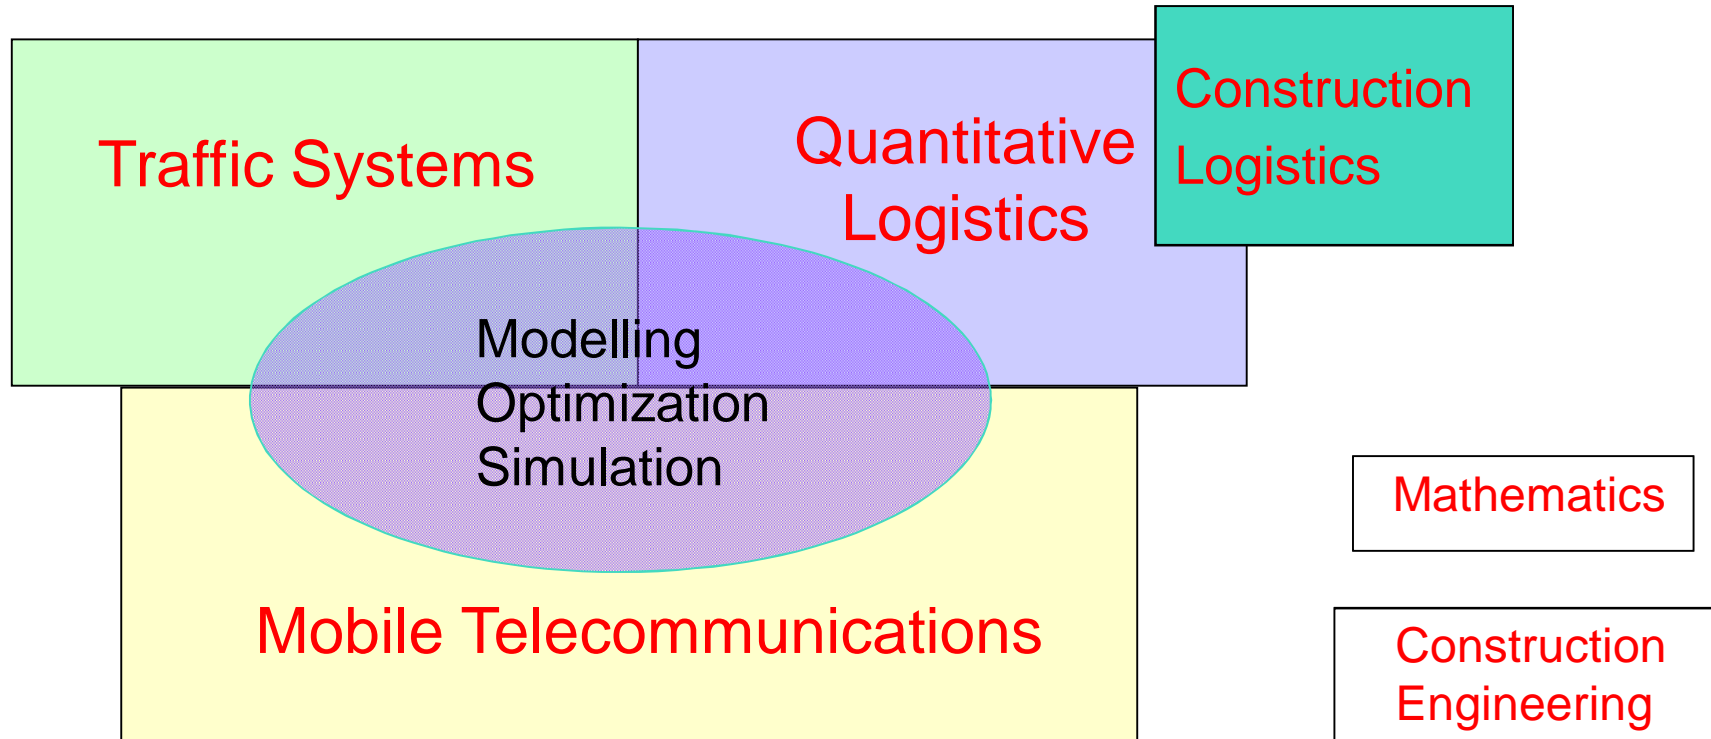 Traffic Systems
Quantitative
Logistics
Construction
Logistics
Modelling
Optimization
Simulation
Mobile Telecommunications
Mathematics
Construction
Engineering